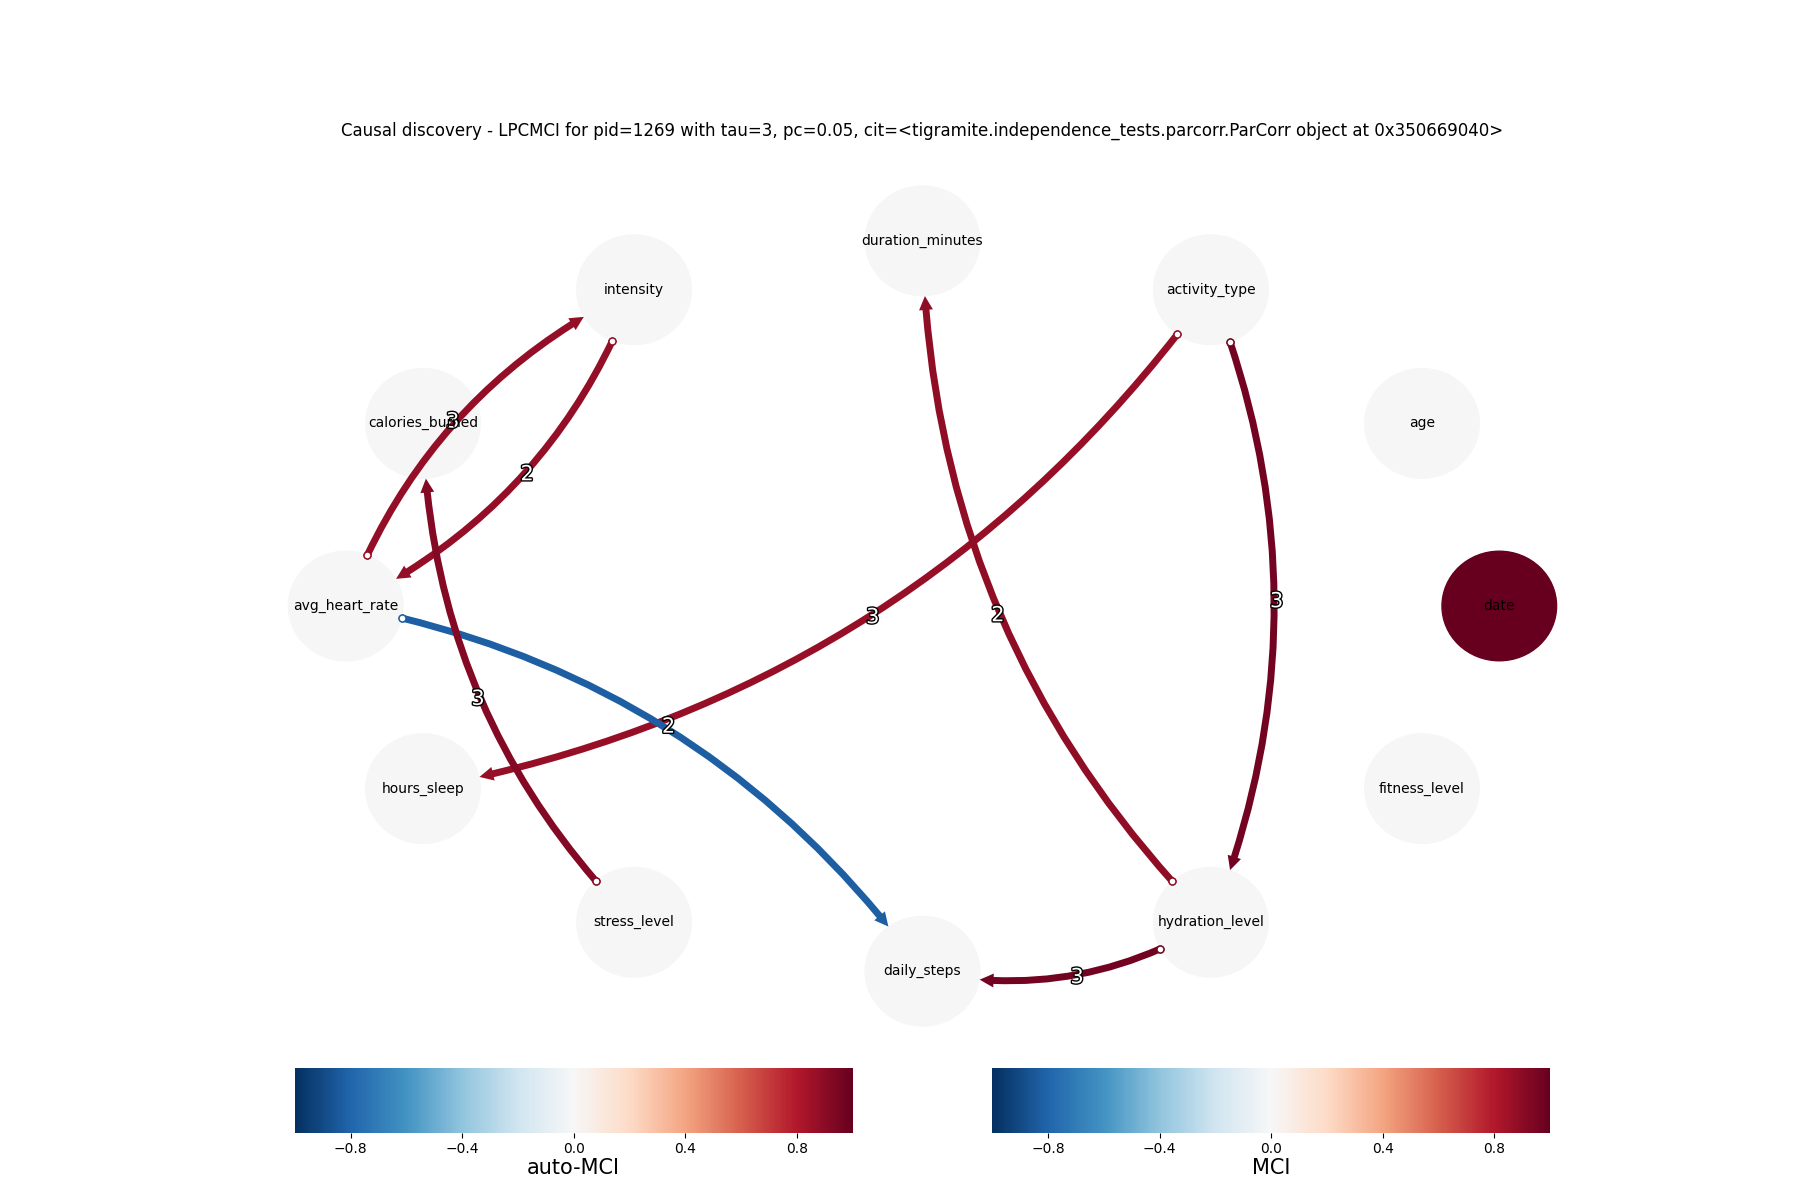 Causal discovery - LPCMCI for pid=1269 with tau=3, pc=0.05, cit=<tigramite.independence_tests.parcorr.ParCorr object at 0x350669040>
duration_minutes
intensity
activity_type
3
calories_burned
age
2
3
avg_heart_rate
date
3
2
3
2
hours_sleep
fitness_level
stress_level
hydration_level
daily_steps
3
−0.8 −0.4 0.0 0.4 0.8
auto-MCI
−0.8 −0.4 0.0 0.4 0.8
MCI